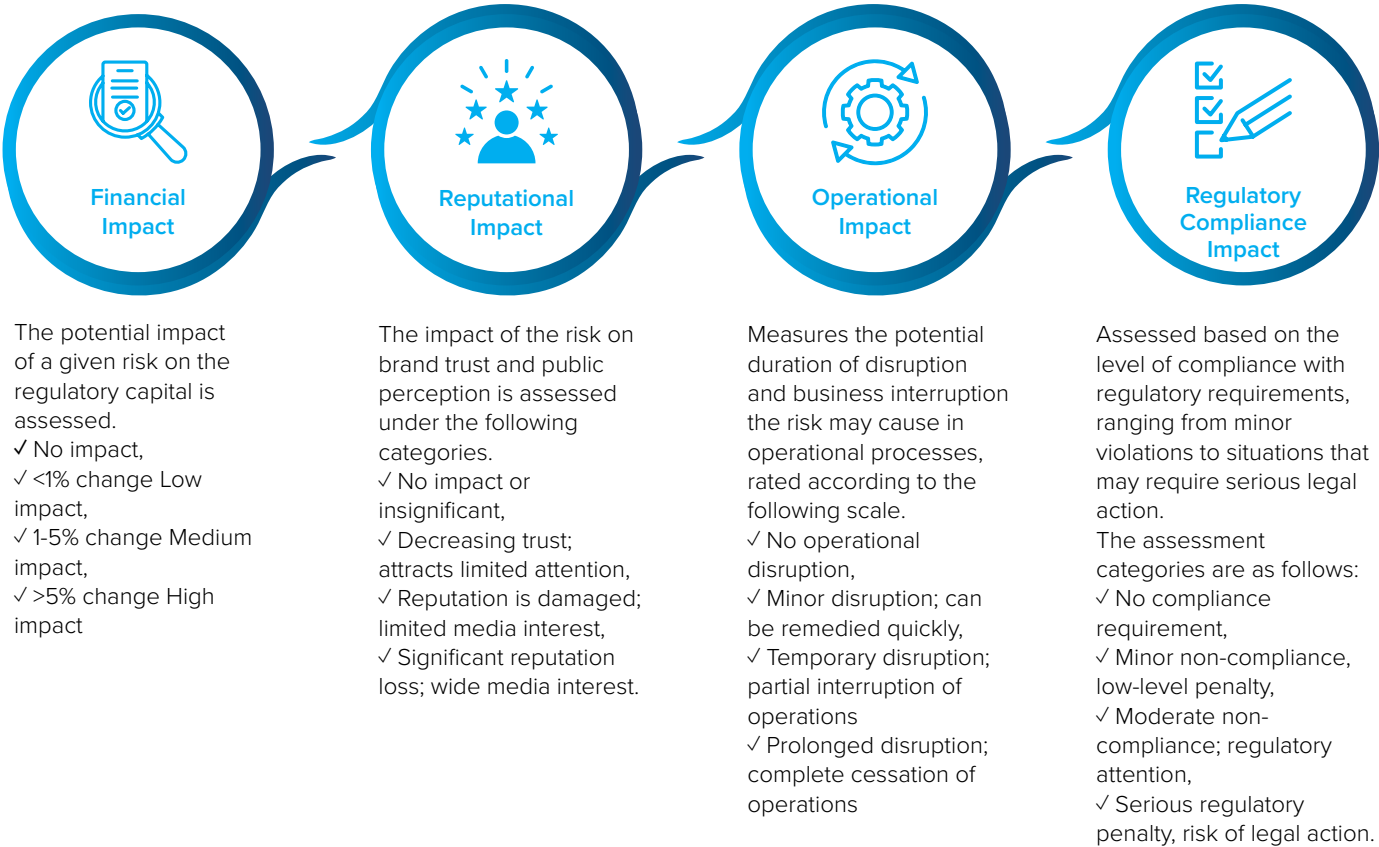 Financial
Impact
The potential impact
of a given risk on the
regulatory capital is
assessed.
✓ No impact,
✓ <1% change Low
impact,
✓ 1-5% change Medium
impact,
✓ >5% change High
impact
Reputational
Impact
The impact of the risk on
brand trust and public
perception is assessed
under the following
categories.
✓ No impact or
insignificant,
✓ Decreasing trust;
attracts limited attention,
✓ Reputation is damaged;
limited media interest,
✓ Significant reputation
loss; wide media interest.
Operational
Impact
Measures the potential
duration of disruption
and business interruption
the risk may cause in
operational processes,
rated according to the
following scale.
✓ No operational
disruption,
✓ Minor disruption; can
be remedied quickly,
✓ Temporary disruption;
partial interruption of
operations
✓ Prolonged disruption;
complete cessation of
operations
Regulatory
Compliance
Impact
Assessed based on the
level of compliance with
regulatory requirements,
ranging from minor
violations to situations that
may require serious legal
action.
The assessment
categories are as follows:
✓ No compliance
requirement,
✓ Minor non-compliance,
low-level penalty,
✓ Moderate non-
compliance; regulatory
attention,
✓ Serious regulatory
penalty, risk of legal action.